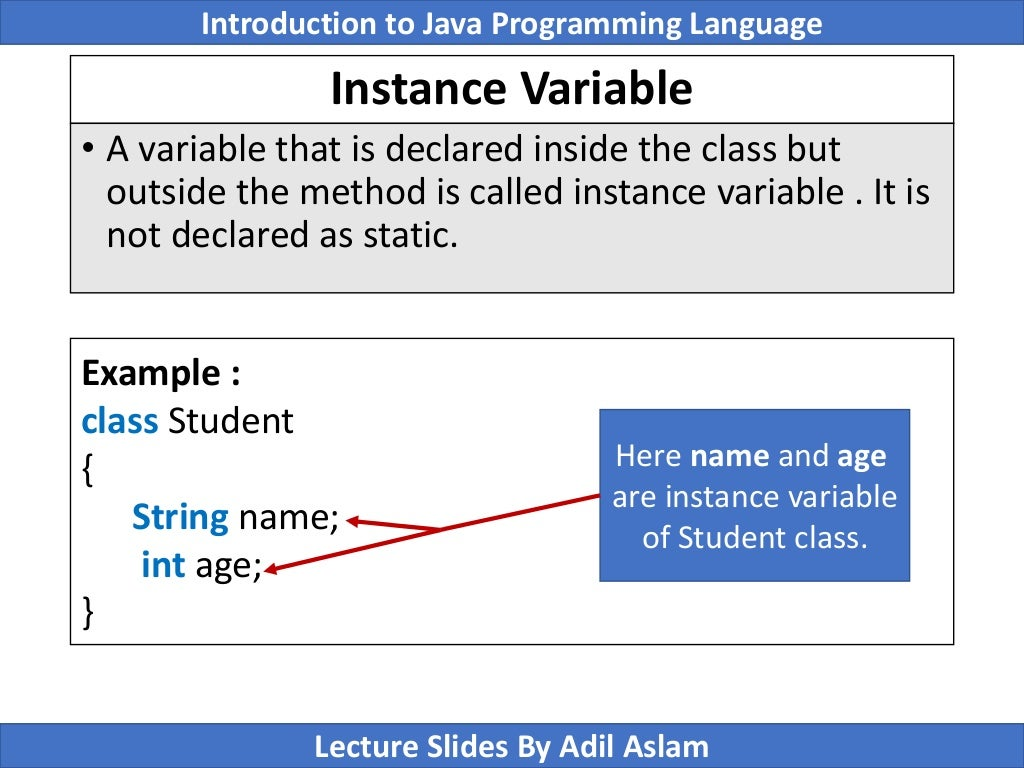 Introduction to Java Programming Language
Instance Variable
• A variable that is declared inside the class but
outside the method is called instance variable . It is
not declared as static.
Example :
class Student
{
String name;
int age;
}
Here name and age
are instance variable
of Student class.
Lecture Slides By Adil Aslam